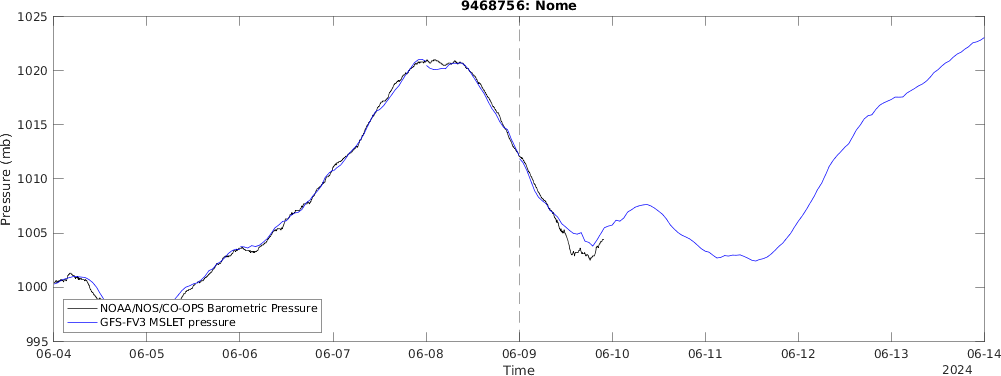 9468756: Nome
1025
1020
1015
1010
1005
1000
995
Pressure (mb)
NOAA/NOS/CO-OPS Barometric Pressure
GFS-FV3 MSLET pressure
06-04 06-05 06-06 06-07 06-08 06-09 06-10 06-11 06-12 06-13 06-14
Time
2024